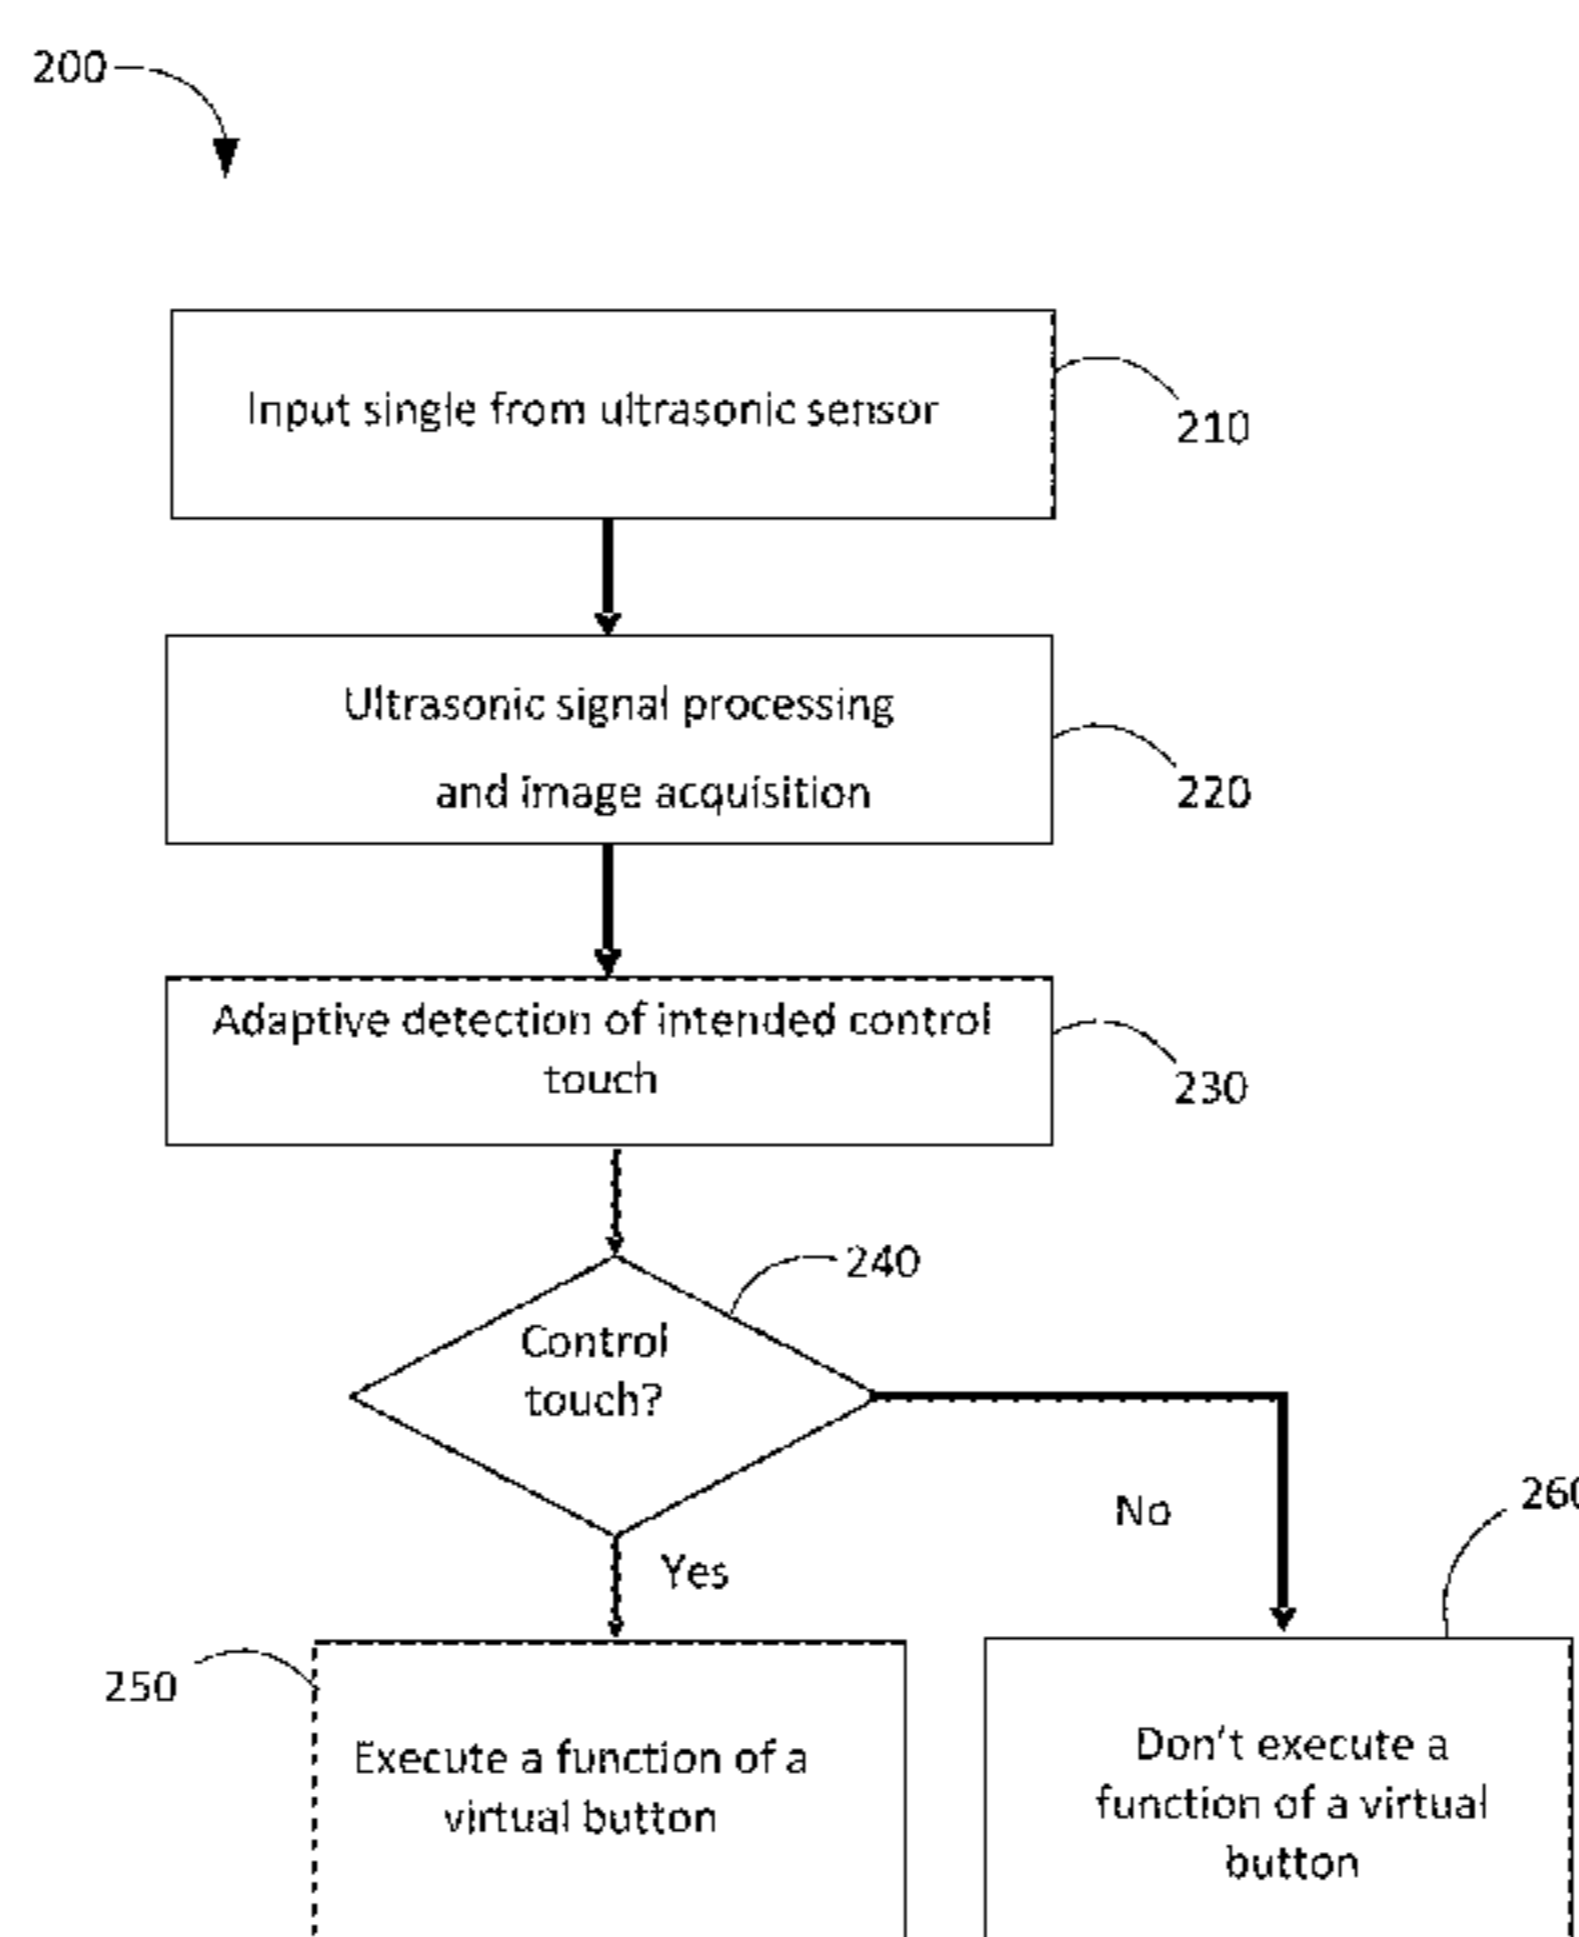 200
Input single from ultrasonic sensor
210
Ultrasonic signal processing
and image acquisition
220
Adaptive detection of intended control
touch
230
240
Control
touch?
No
260
Yes
250
Execute a function of a
virtual button
Don't execute a
function of a virtual
button